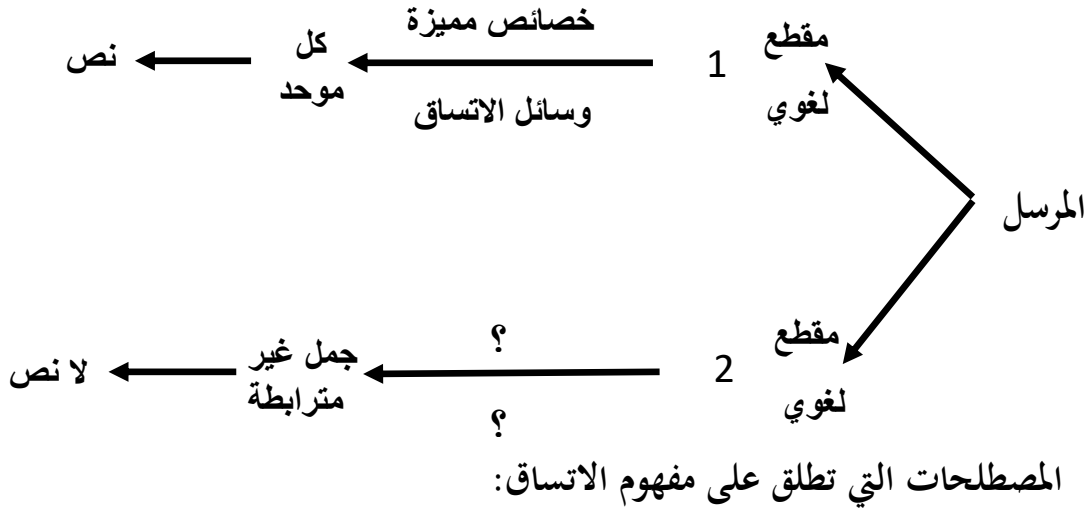 المرسل
مقطع
لغوي
1
خصائص مميزة
وسائل الاتساق
كل
موحد
نص
مقطع
لغوي
2
؟
؟
جمل غير
مترابطة
لا نص
المصطلحات التي تطلق على مفهوم الاتساق: